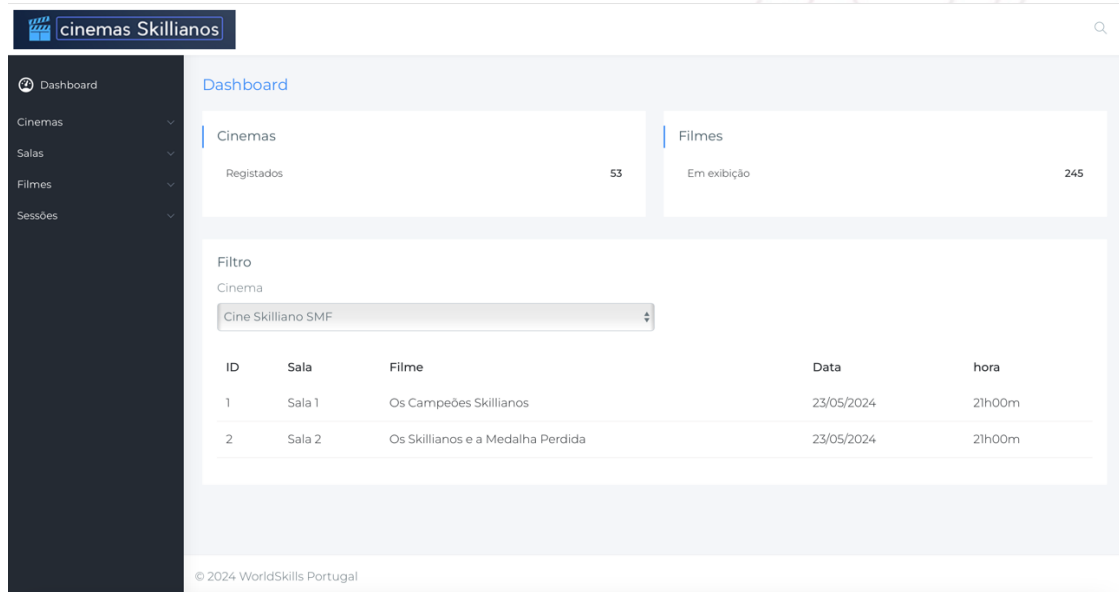 cinemas Skillianos
Dashboard
Cinemas
Salas
Filmes
Sessões
Dashboard
Cinemas
Registados 53
Filmes
Em exibição 245
Filtro
Cinema
Cine Skilliano SMF
ID Sala Filme Data hora
1 Sala 1 Os Campeões Skillianos 23/05/2024 21h00m
2 Sala 2 Os Skillianos e a Medalha Perdida 23/05/2024 21h00m
© 2024 WorldSkills Portugal